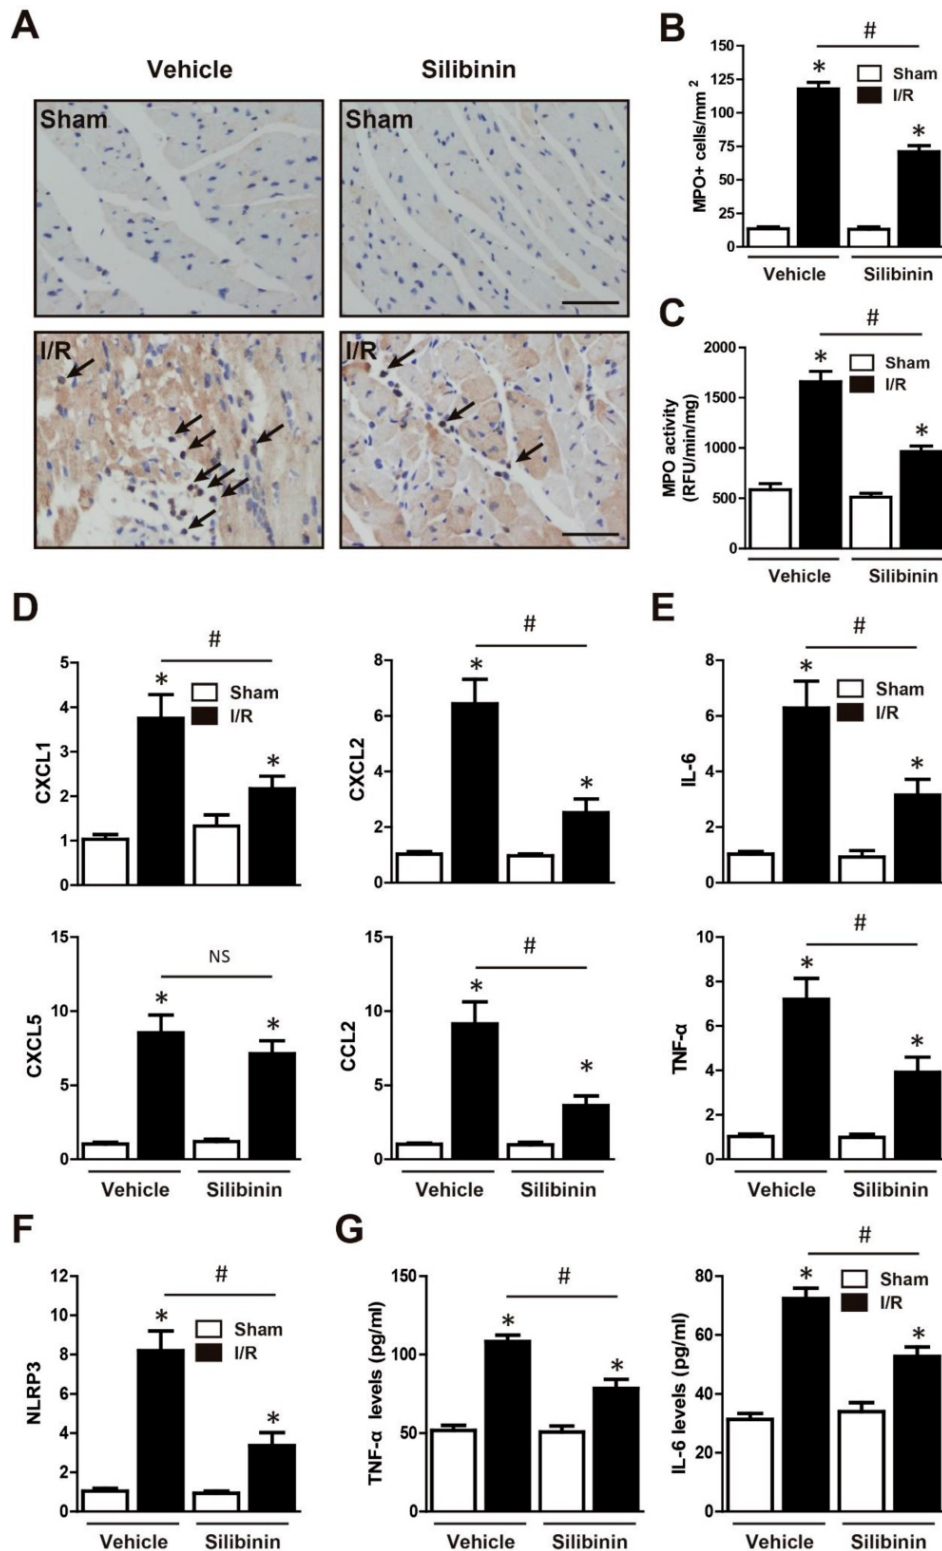 A
Vehicle
Silibinin
Sham
Sham
I/R
I/R
B
#
150
125
100
75
50
25
0
MPO+ cells/mm 2
*
*
Sham
I/R
Vehicle
Silibinin
C
#
2000
1500
1000
500
0
MPO activity
(RFU/min/mg)
*
*
Sham
I/R
Vehicle
Silibinin
D
#
5
4
3
2
1
0
CXCL1
*
*
Sham
I/R
#
8
6
4
2
0
CXCL2
*
*
E
#
8
6
4
2
0
IL-6
*
*
Sham
I/R
NS
15
10
5
0
CXCL5
*
*
Vehicle
Silibinin
#
15
10
5
0
CCL2
*
*
Vehicle
Silibinin
#
10
8
6
4
2
0
TNF-α
*
*
Vehicle
Silibinin
F
#
12
10
8
6
4
2
0
NLRP3
*
*
Sham
I/R
Vehicle
Silibinin
G
#
150
100
50
0
TNF-α levels (pg/ml)
*
*
Vehicle
Silibinin
#
80
60
40
20
0
IL-6 levels (pg/ml)
*
*
Sham
I/R
Vehicle
Silibinin